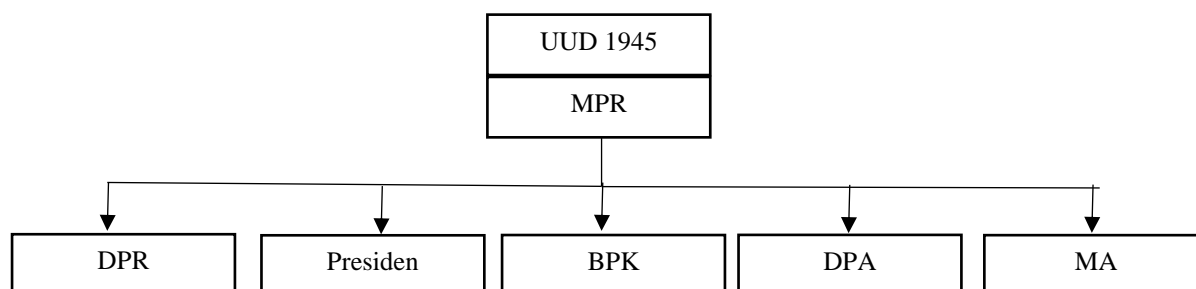 UUD 1945
MPR
DPR
Presiden
BPK
DPA
MA